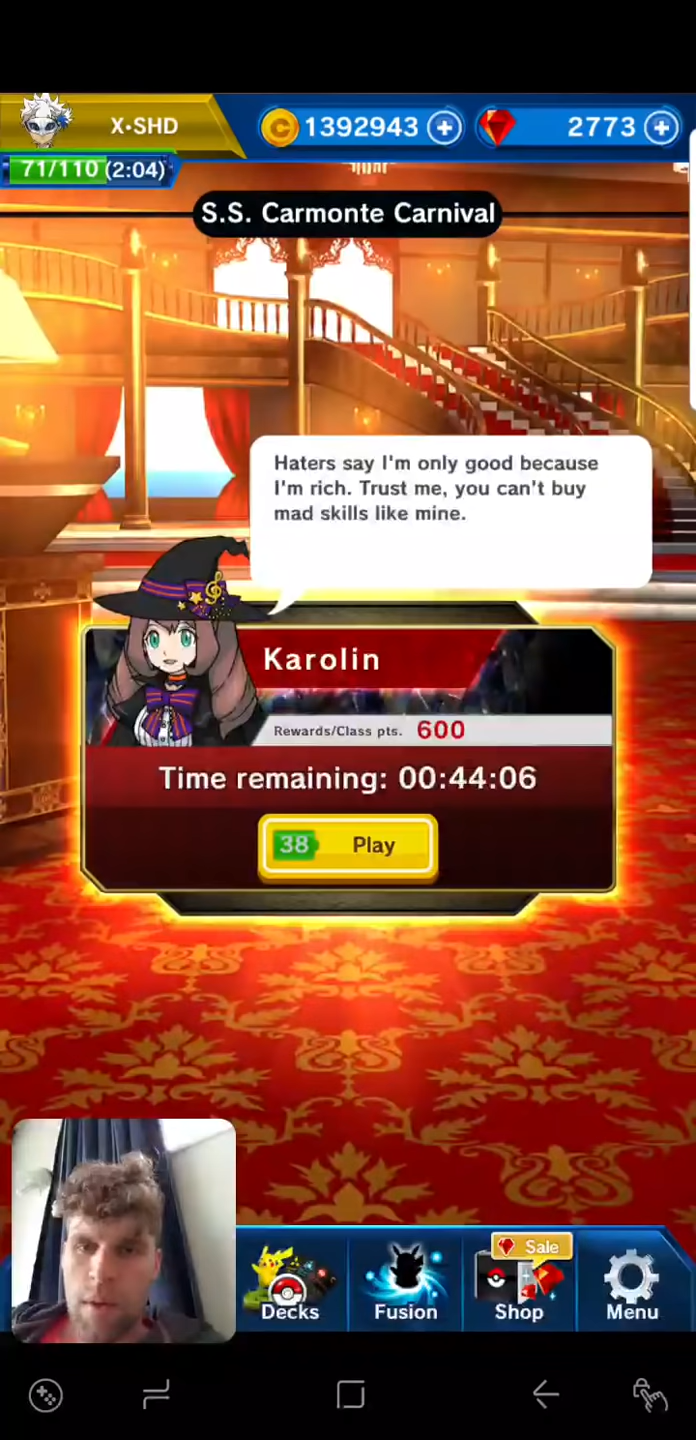 X•SHD
1392943
2773
71/110 (2:04)
S.S. Carmonte Carnival
Haters say I'm only good because
I'm rich. Trust me, you can't buy
mad skills like mine.
Karolin
Rewards/Class pts. 600
Time remaining: 00:44:06
38 Play
Sale
Decks
Fusion
Shop
Menu